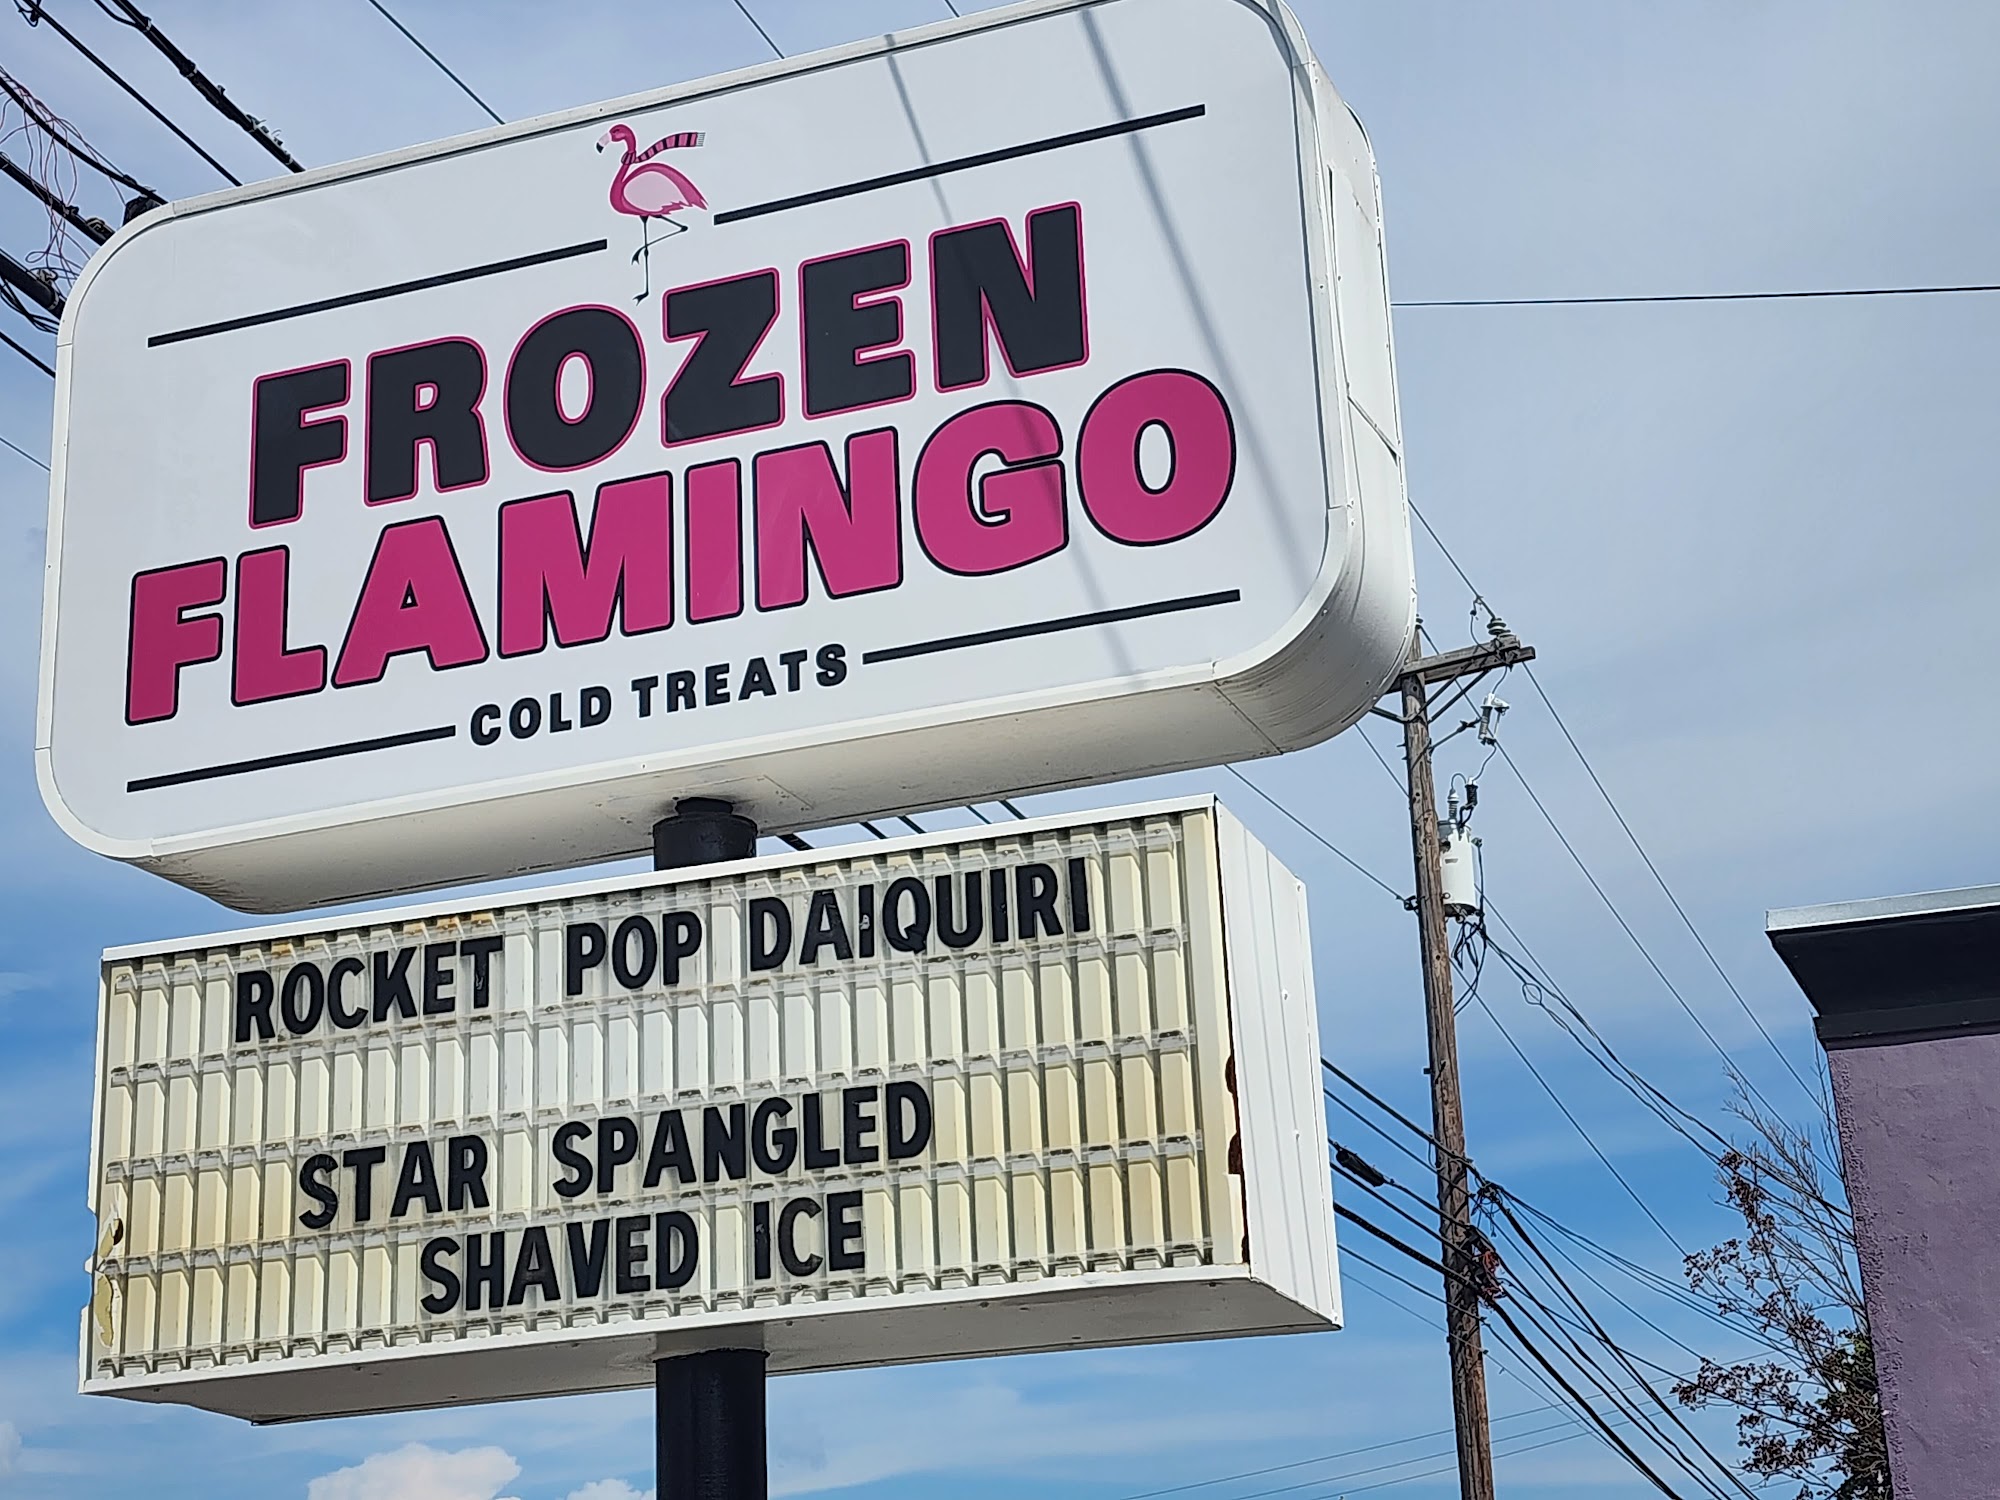 FROZEN
FLAMINGO
COLD TREATS
ROCKET POP DAIQUIRI
STAR SPANGLED
SHAVED ICE